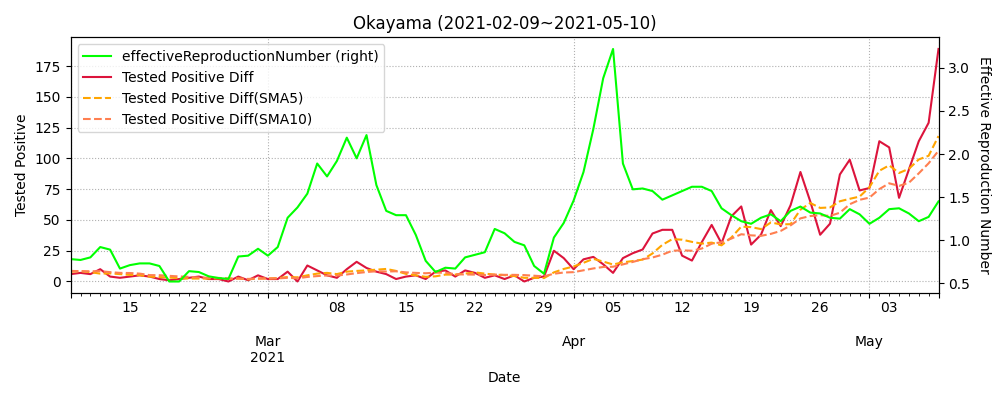 Okayama (2021-02-09~2021-05-10)
effectiveReproductionNumber (right)
Tested Positive Diff
Tested Positive Diff(SMA5)
Tested Positive Diff(SMA10)
Tested Positive
175
150
125
100
75
50
25
0
Effective Reproduction Number
3.0
2.5
2.0
1.5
1.0
0.5
15 22 08 15 22 29 05 12 19 26 03
Mar Apr May
2021
Date